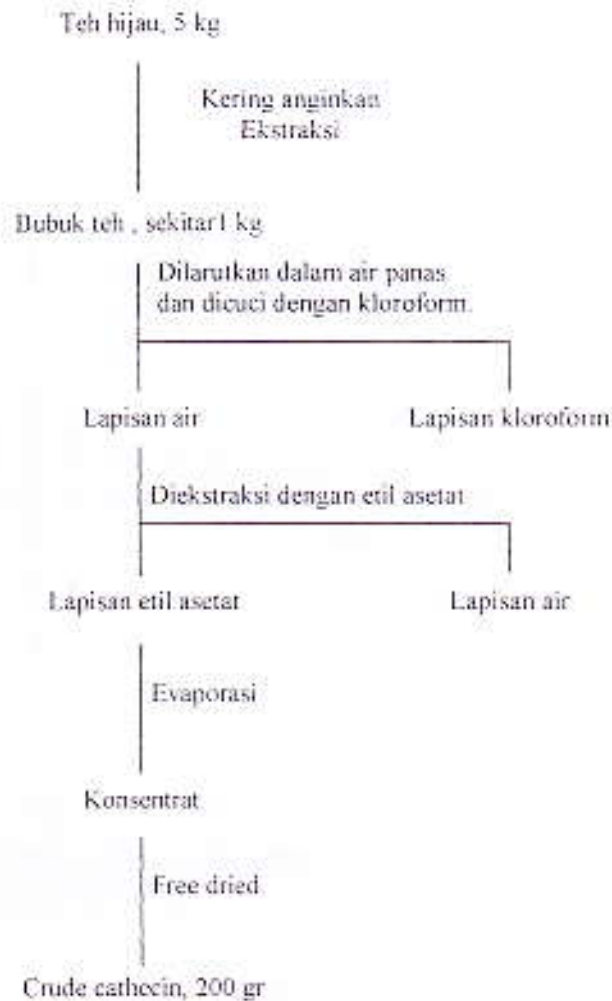 Teh hijau, 5 kg
Kering anginkan
Ekstraksi
Bubuk teh , sekitar1 kg
Dilarutkan dalam air panas
dan dicuci dengan kloroform.
Lapisan air
Lapisan kloroform
Diekstraksi dengan etil asetat
Lapisan etil asetat
Lapisan air
Evaporasi
Konsentrat
Free dried
Crude cathecin, 200 gr